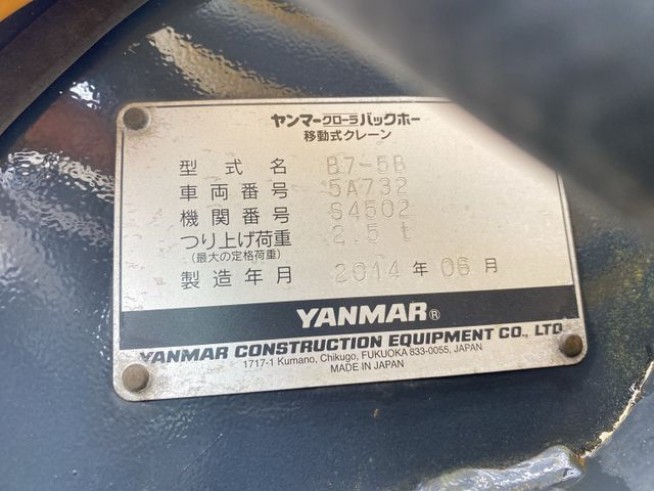 ヤンマークローラバックホー
移動式クレーン
型式名 B7-5B
車両番号 5A732
機関番号 S4502
つり上げ荷重 2.5 t
(最大の定格荷重)
製造年月 2014 年 06 月
YANMAR®
YANMAR CONSTRUCTION EQUIPMENT CO., LTD
1717-1 Kumano, Chikugo, FUKUOKA 833-0055, JAPAN
MADE IN JAPAN